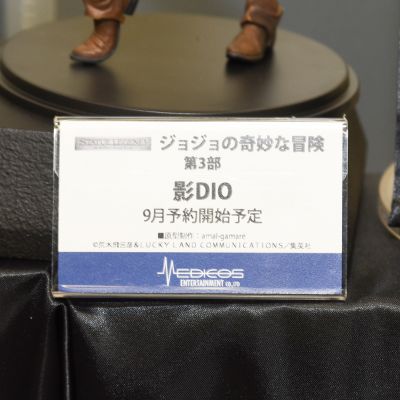 STATUE LEGEND
ジョジョの奇妙な冒険
第3部
影DIO
9月予約開始予定
■原型制作:amal-gamare
©荒木飛呂彦&LUCKY LAND COMMUNICATIONS/集英社
MEDICOS
ENTERTAINMENT CO.,LTD